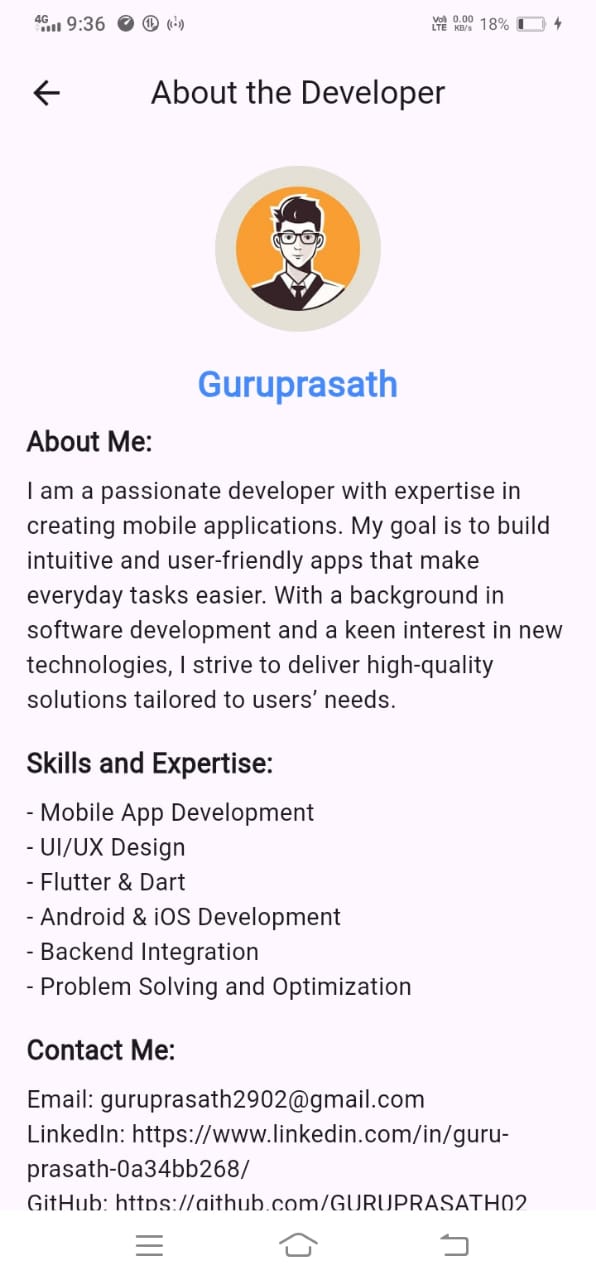 4G 9:36 VoLTE 0.00 KB/s 18%
About the Developer
Guruprasath
About Me:
I am a passionate developer with expertise in
creating mobile applications. My goal is to build
intuitive and user-friendly apps that make
everyday tasks easier. With a background in
software development and a keen interest in new
technologies, I strive to deliver high-quality
solutions tailored to users’ needs.
Skills and Expertise:
- Mobile App Development
- UI/UX Design
- Flutter & Dart
- Android & iOS Development
- Backend Integration
- Problem Solving and Optimization
Contact Me:
Email: guruprasath2902@gmail.com
LinkedIn: https://www.linkedin.com/in/guru-
prasath-0a34bb268/
GitHub: https://github.com/GURUPRASATH02